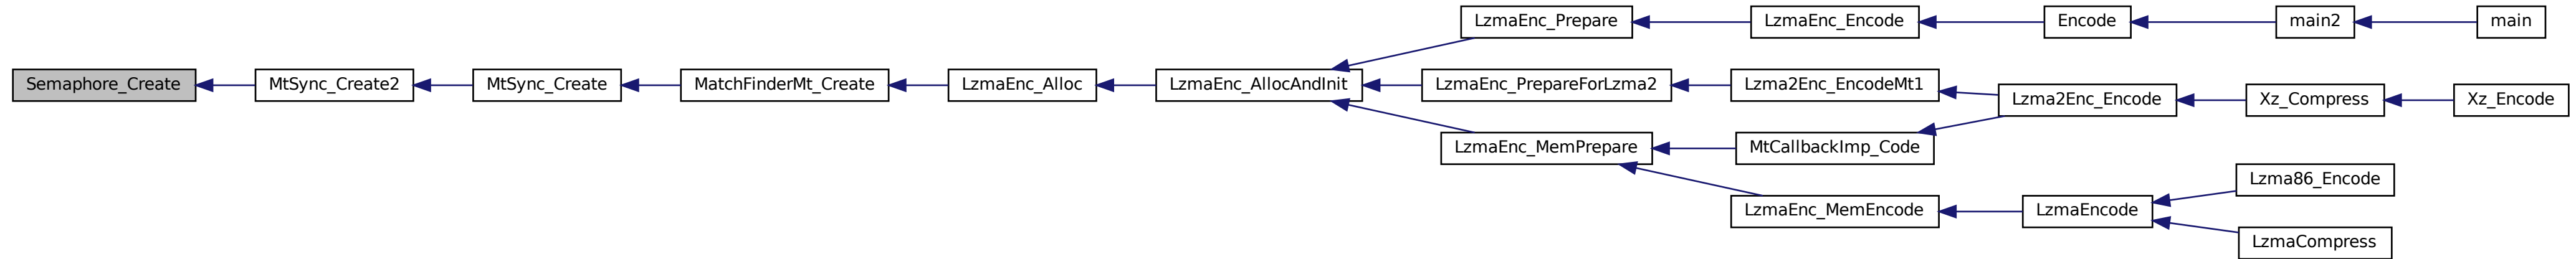 LzmaEnc_Prepare
LzmaEnc_Encode
Encode
main2
main
Semaphore_Create
MtSync_Create2
MtSync_Create
MatchFinderMt_Create
LzmaEnc_Alloc
LzmaEnc_AllocAndInit
LzmaEnc_PrepareForLzma2
Lzma2Enc_EncodeMt1
Lzma2Enc_Encode
Xz_Compress
Xz_Encode
LzmaEnc_MemPrepare
MtCallbackImp_Code
Lzma86_Encode
LzmaEnc_MemEncode
LzmaEncode
LzmaCompress